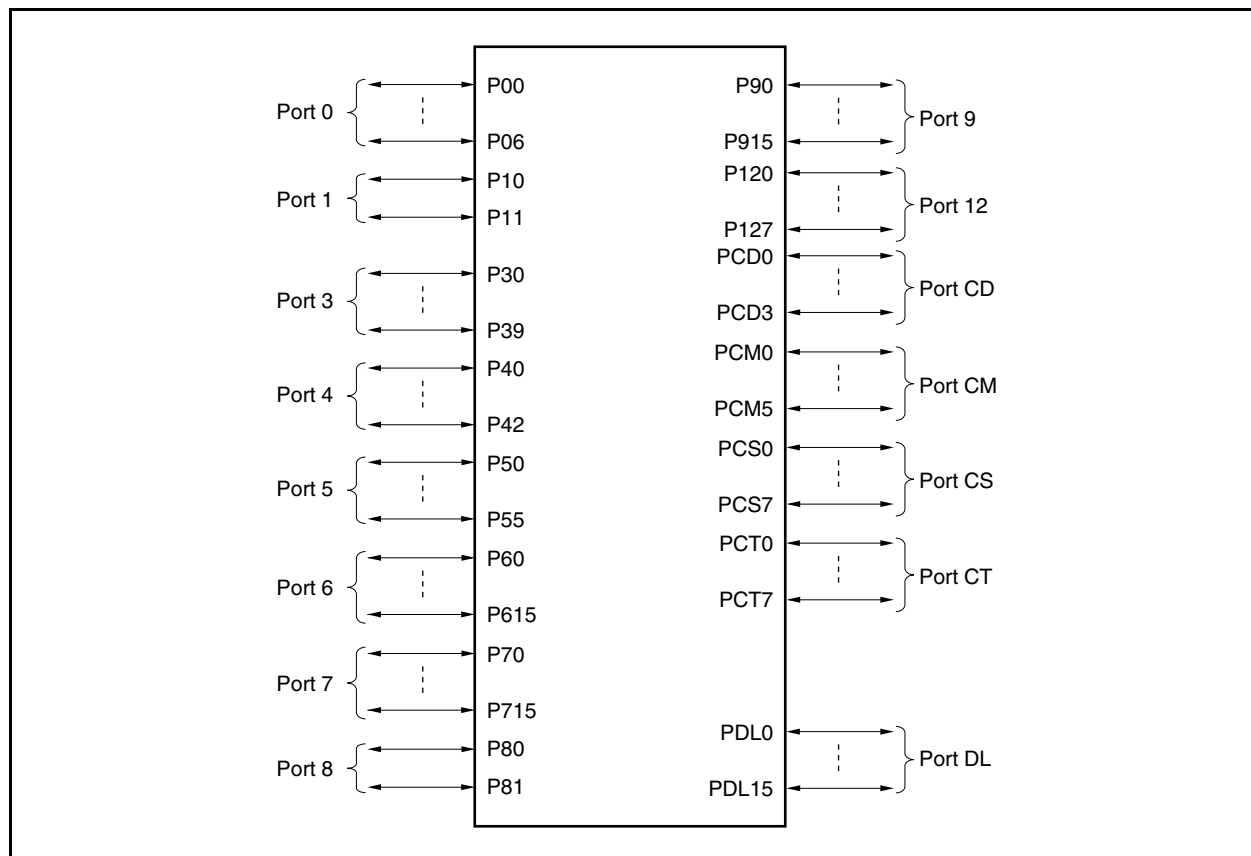 Port 0
P00
P06
Port 1
P10
P11
Port 3
P30
P39
Port 4
P40
P42
Port 5
P50
P55
Port 6
P60
P615
Port 7
P70
P715
Port 8
P80
P81
P90
P915
Port 9
P120
P127
Port 12
PCD0
PCD3
Port CD
PCM0
PCM5
Port CM
PCS0
PCS7
Port CS
PCT0
PCT7
Port CT
PDL0
PDL15
Port DL